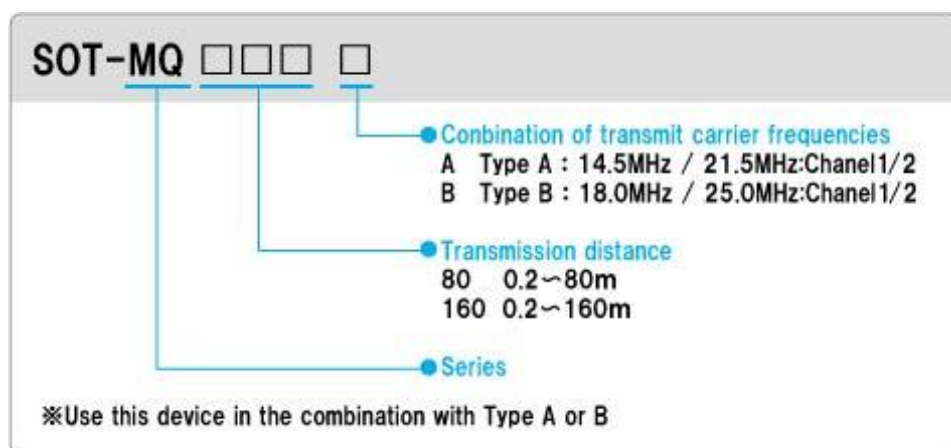 SOT-MQ □□□ □
Conbination of transmit carrier frequencies
A Type A : 14.5MHz / 21.5MHz:Chanel1/2
B Type B : 18.0MHz / 25.0MHz:Chanel1/2
Transmission distance
80 0.2〜80m
160 0.2〜160m
Series
※Use this device in the combination with Type A or B